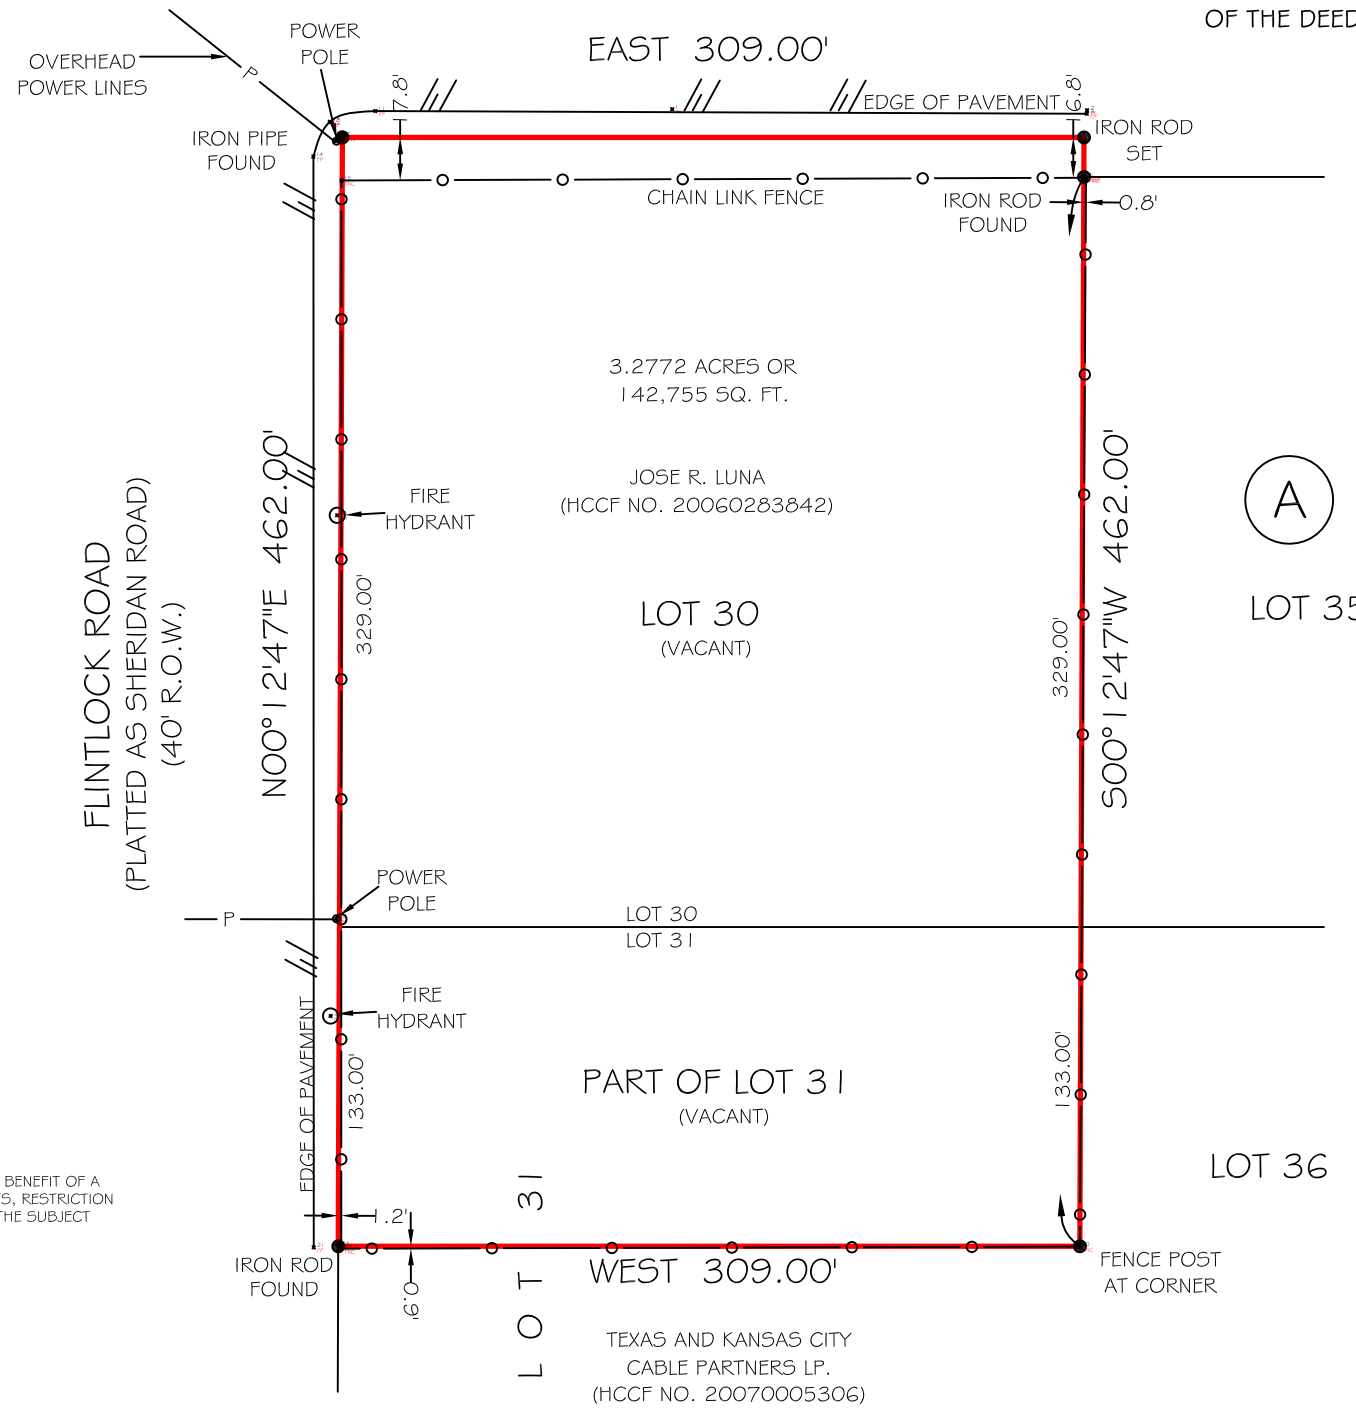 OF THE DEED
POWER
POLE
EAST 309.00'
OVERHEAD
POWER LINES
P
7.8'
6.8'
EDGE OF PAVEMENT
IRON PIPE
FOUND
IRON ROD
SET
CHAIN LINK FENCE
IRON ROD
FOUND
0.8'
3.2772 ACRES OR
142,755 SQ. FT.
JOSE R. LUNA
(HCCF NO. 20060283842)
FIRE
HYDRANT
N00°12'47"E 462.00'
S00°12'47"W 462.00'
A
FLINTLOCK ROAD
(PLATTED AS SHERIDAN ROAD)
(40' R.O.W.)
329.00'
329.00'
LOT 30
(VACANT)
LOT 35
POWER
POLE
P
LOT 30
LOT 31
FIRE
HYDRANT
EDGE OF PAVEMENT
133.00'
133.00'
PART OF LOT 31
(VACANT)
LOT 36
BENEFIT OF A
S, RESTRICTION
THE SUBJECT
1.2'
LOT 31
IRON ROD
FOUND
0.9'
WEST 309.00'
FENCE POST
AT CORNER
TEXAS AND KANSAS CITY
CABLE PARTNERS LP.
(HCCF NO. 20070005306)